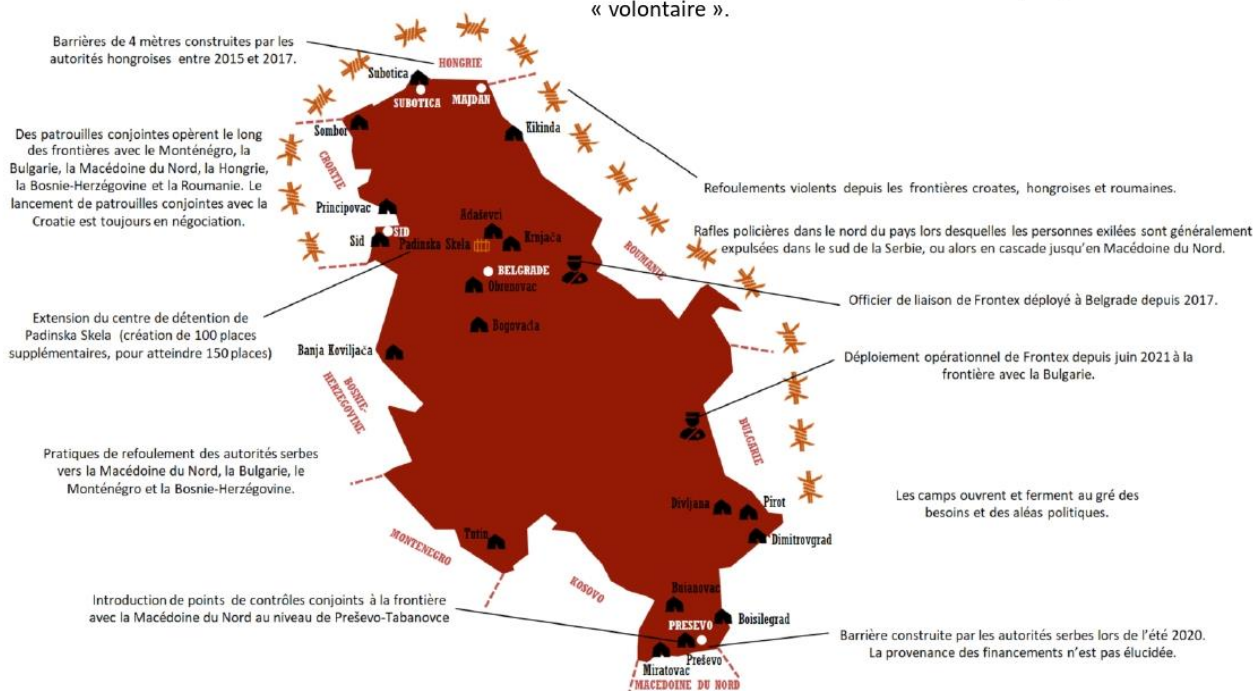 « volontaire ».
Barrières de 4 mètres construites par les
autorités hongroises entre 2015 et 2017.
HONGRIE
Subotica
SUBOTICA
MAJDAN
Sombor
Kikinda
Des patrouilles conjointes opèrent le long
des frontières avec le Monténégro, la
Bulgarie, la Macédoine du Nord, la Hongrie,
la Bosnie-Herzégovine et la Roumanie. Le
lancement de patrouilles conjointes avec la
Croatie est toujours en négociation.
CROATIE
Refoulements violents depuis les frontières croates, hongroises et roumaines.
Principovac
Adaševci
SID
Sid
Padinska Skela
Krnjača
Rafles policières dans le nord du pays lors desquelles les personnes exilées sont généralement
expulsées dans le sud de la Serbie, ou alors en cascade jusqu'en Macédoine du Nord.
ROUMANIE
BELGRADE
Obrenovac
Officier de liaison de Frontex déployé à Belgrade depuis 2017.
Extension du centre de détention de
Padinska Skela (création de 100 places
supplémentaires, pour atteindre 150 places)
Bogovađa
Banja Koviljača
Déploiement opérationnel de Frontex depuis juin 2021 à la
frontière avec la Bulgarie.
BOSNIE-
HERZEGOVINE
BULGARIE
Pratiques de refoulement des autorités serbes
vers la Macédoine du Nord, la Bulgarie, le
Monténégro et la Bosnie-Herzégovine.
Les camps ouvrent et ferment au gré des
besoins et des aléas politiques.
Divljana
Pirot
Dimitrovgrad
Tutin
MONTENEGRO
KOSOVO
Introduction de points de contrôles conjoints à la frontière
avec la Macédoine du Nord au niveau de Preševo-Tabanovce
Bujanovac
Boisilegrad
PRESEVO
Preševo
Miratovac
Barrière construite par les autorités serbes lors de l'été 2020.
La provenance des financements n'est pas élucidée.
MACEDOINE DU NORD